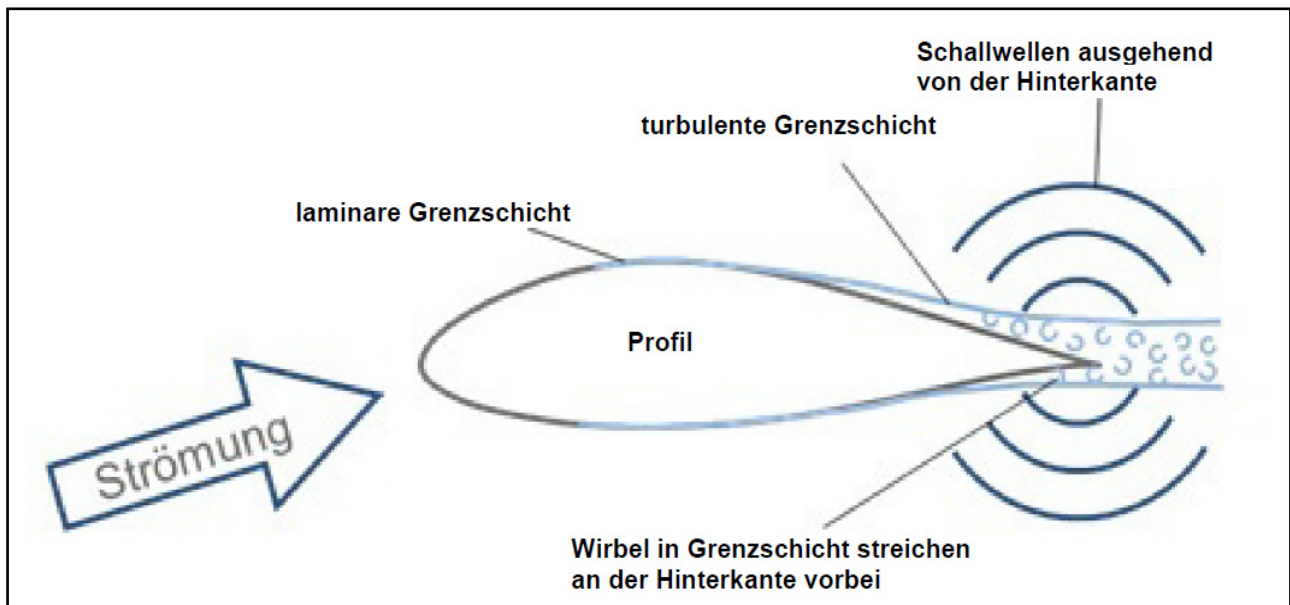 Schallwellen ausgehend
von der Hinterkante
turbulente Grenzschicht
laminare Grenzschicht
Profil
Strömung
Wirbel in Grenzschicht streichen
an der Hinterkante vorbei